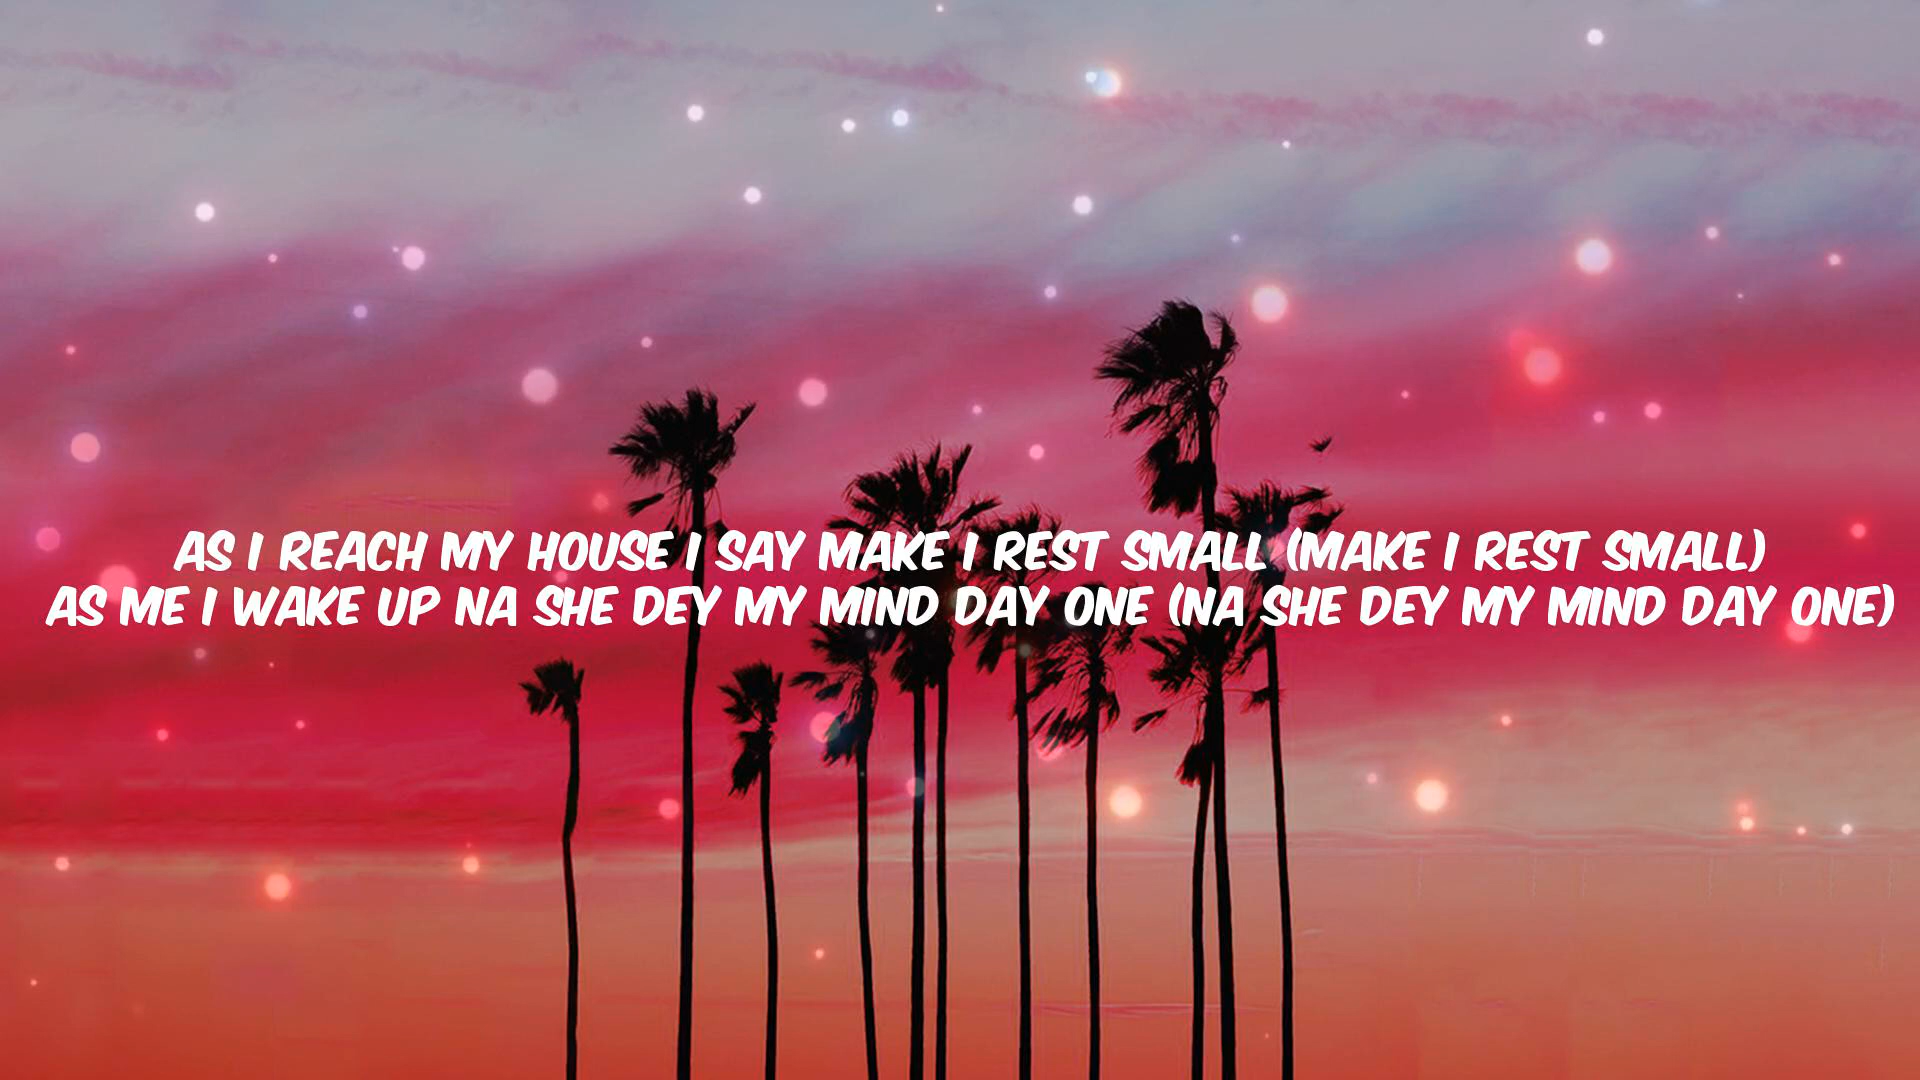 AS I REACH MY HOUSE I SAY MAKE I REST SMALL (MAKE I REST SMALL)
AS ME I WAKE UP NA SHE DEY MY MIND DAY ONE (NA SHE DEY MY MIND DAY ONE)